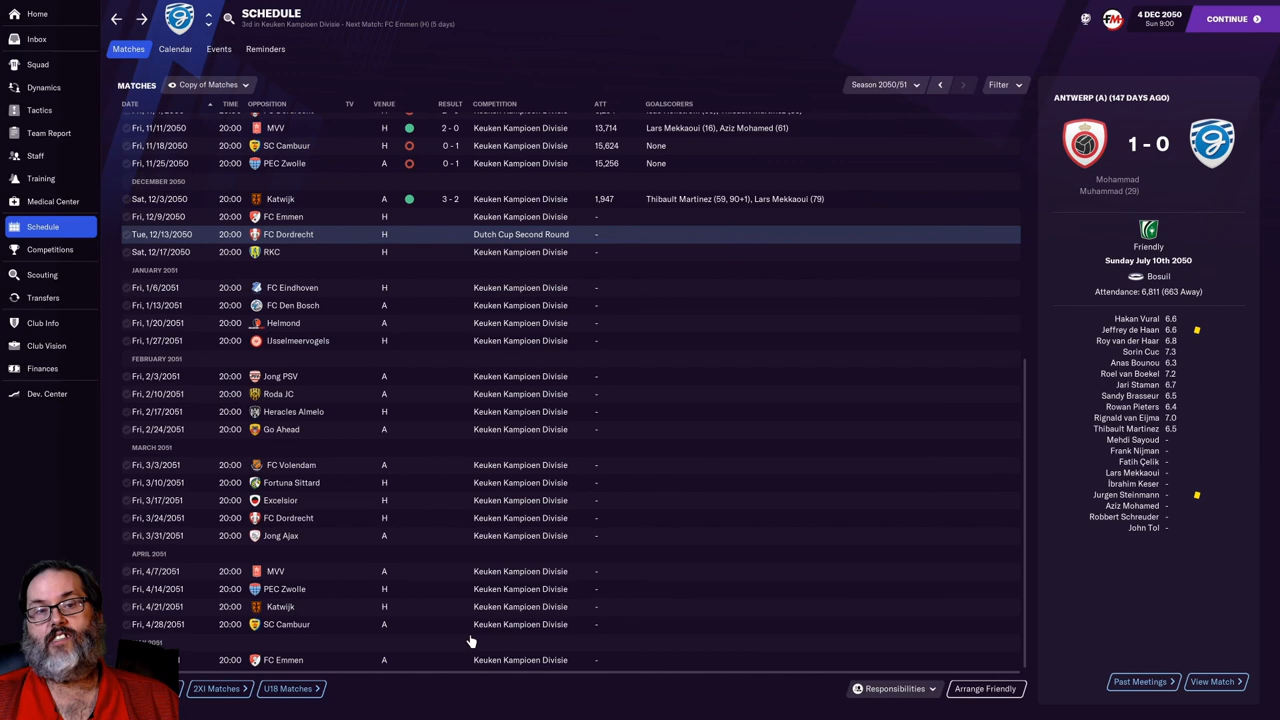 Home
Inbox
Squad
Dynamics
Tactics
Team Report
Staff
Training
Medical Center
Schedule
Competitions
Scouting
Transfers
Club Info
Club Vision
Finances
Dev. Center
SCHEDULE
3rd in Keuken Kampioen Divisie - Next Match: FC Emmen (H) (5 days)
4 DEC 2050
Sun 9:00
CONTINUE
Matches Calendar Events Reminders
MATCHES Copy of Matches Season 2050/51 Filter
DATE TIME OPPOSITION TV VENUE RESULT COMPETITION ATT GOALSCORERS
Fri, 11/11/2050 20:00 MVV H 2 - 0 Keuken Kampioen Divisie 13,714 Lars Mekkaoui (16), Aziz Mohamed (61)
Fri, 11/18/2050 20:00 SC Cambuur H 0 - 1 Keuken Kampioen Divisie 15,624 None
Fri, 11/25/2050 20:00 PEC Zwolle A 0 - 1 Keuken Kampioen Divisie 15,256 None
DECEMBER 2050
Sat, 12/3/2050 20:00 Katwijk A 3 - 2 Keuken Kampioen Divisie 1,947 Thibault Martinez (59, 90+1), Lars Mekkaoui (79)
Fri, 12/9/2050 20:00 FC Emmen H Keuken Kampioen Divisie -
Tue, 12/13/2050 20:00 FC Dordrecht H Dutch Cup Second Round -
Sat, 12/17/2050 20:00 RKC H Keuken Kampioen Divisie -
JANUARY 2051
Fri, 1/6/2051 20:00 FC Eindhoven H Keuken Kampioen Divisie -
Fri, 1/13/2051 20:00 FC Den Bosch A Keuken Kampioen Divisie -
Fri, 1/20/2051 20:00 Helmond A Keuken Kampioen Divisie -
Fri, 1/27/2051 20:00 IJsselmeervogels H Keuken Kampioen Divisie -
FEBRUARY 2051
Fri, 2/3/2051 20:00 Jong PSV A Keuken Kampioen Divisie -
Fri, 2/10/2051 20:00 Roda JC A Keuken Kampioen Divisie -
Fri, 2/17/2051 20:00 Heracles Almelo H Keuken Kampioen Divisie -
Fri, 2/24/2051 20:00 Go Ahead A Keuken Kampioen Divisie -
MARCH 2051
Fri, 3/3/2051 20:00 FC Volendam A Keuken Kampioen Divisie -
Fri, 3/10/2051 20:00 Fortuna Sittard H Keuken Kampioen Divisie -
Fri, 3/17/2051 20:00 Excelsior H Keuken Kampioen Divisie -
Fri, 3/24/2051 20:00 FC Dordrecht H Keuken Kampioen Divisie -
Fri, 3/31/2051 20:00 Jong Ajax A Keuken Kampioen Divisie -
APRIL 2051
Fri, 4/7/2051 20:00 MVV A Keuken Kampioen Divisie -
Fri, 4/14/2051 20:00 PEC Zwolle H Keuken Kampioen Divisie -
Fri, 4/21/2051 20:00 Katwijk H Keuken Kampioen Divisie -
Fri, 4/28/2051 20:00 SC Cambuur A Keuken Kampioen Divisie -
2051
20:00 FC Emmen A Keuken Kampioen Divisie -
2XI Matches U18 Matches Responsibilities Arrange Friendly
ANTWERP (A) (147 DAYS AGO)
1 - 0
Mohammad
Muhammad (29)
Friendly
Sunday July 10th 2050
Bosuil
Attendance: 6,811 (663 Away)
Hakan Vural 6.6
Jeffrey de Haan 6.6
Roy van der Haar 6.8
Sorin Cuc 7.3
Anas Bounou 6.3
Roel van Boekel 7.2
Jari Staman 6.7
Sandy Brasseur 6.5
Rowan Pieters 6.4
Rignald van Eijma 7.0
Thibault Martinez 6.5
Mehdi Sayoud -
Frank Nijman -
Fatih Çelik -
Lars Mekkaoui -
İbrahim Keser -
Jurgen Steinmann -
Aziz Mohamed -
Robbert Schreuder -
John Tol -
Past Meetings View Match